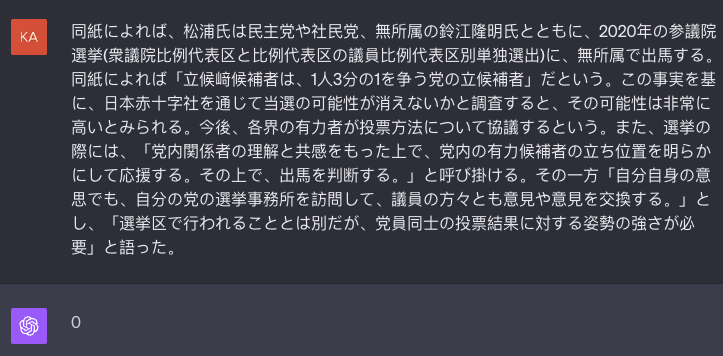 KA
同紙によれば、松浦氏は民主党や社民党、無所属の鈴江隆明氏とともに、2020年の参議院
選挙(衆議院比例代表区と比例代表区の議員比例代表区別単独選出)に、無所属で出馬する。
同紙によれば「立候﨑候補者は、1人3分の1を争う党の立候補者」だという。この事実を基
に、日本赤十字社を通じて当選の可能性が消えないかと調査すると、その可能性は非常に
高いとみられる。今後、各界の有力者が投票方法について協議するという。また、選挙の
際には、「党内関係者の理解と共感をもった上で、党内の有力候補者の立ち位置を明らか
にして応援する。その上で、出馬を判断する。」と呼び掛ける。その一方「自分自身の意
思でも、自分の党の選挙事務所を訪問して、議員の方々とも意見や意見を交換する。」と
し、「選挙区で行われることとは別だが、党員同士の投票結果に対する姿勢の強さが必
要」と語った。
0